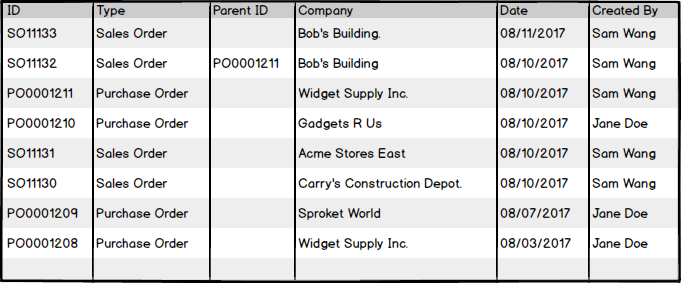 ID Type Parent ID Company Date Created By
SO11133 Sales Order Bob's Building. 08/11/2017 Sam Wang
SO11132 Sales Order PO0001211 Bob's Building 08/10/2017 Sam Wang
PO0001211 Purchase Order Widget Supply Inc. 08/10/2017 Sam Wang
PO0001210 Purchase Order Gadgets R Us 08/10/2017 Jane Doe
SO11131 Sales Order Acme Stores East 08/10/2017 Sam Wang
SO11130 Sales Order Carry's Construction Depot. 08/10/2017 Sam Wang
PO0001209 Purchase Order Sproket World 08/07/2017 Jane Doe
PO0001208 Purchase Order Widget Supply Inc. 08/03/2017 Jane Doe